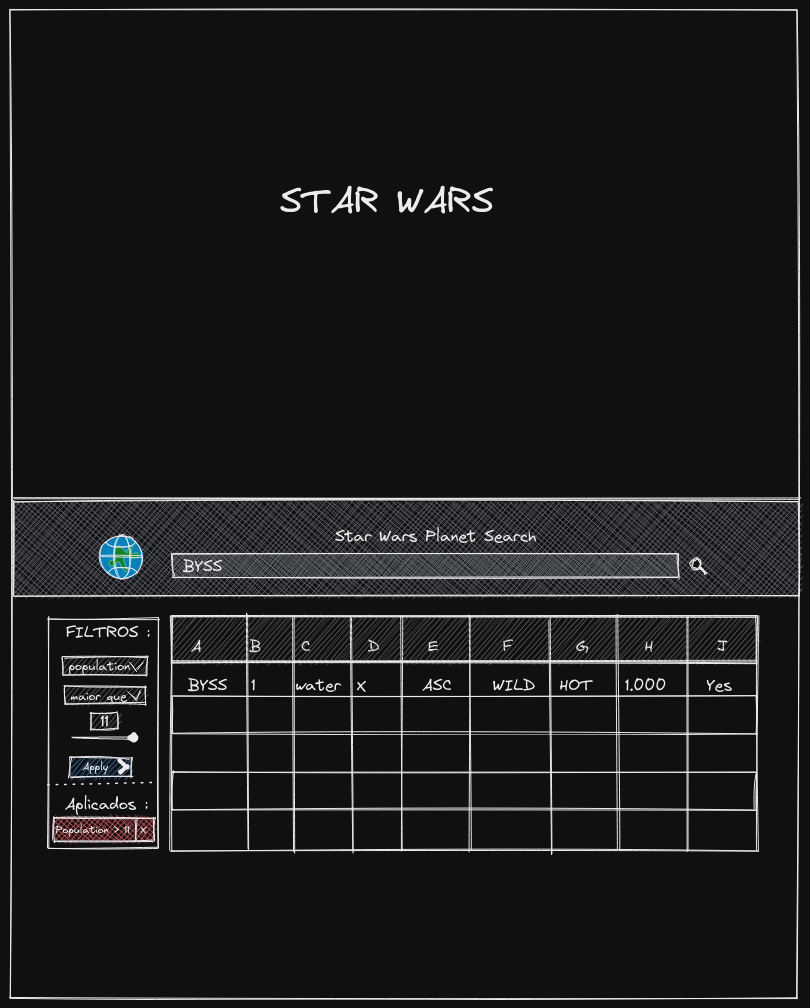 STAR WARS
Star Wars Planet Search
BYSS
FILTROS :
population
maior que
11
Apply
Aplicados :
Population > 11 x
A B C D E F G H J
BYSS 1 water x ASC WILD HOT 1.000 Yes